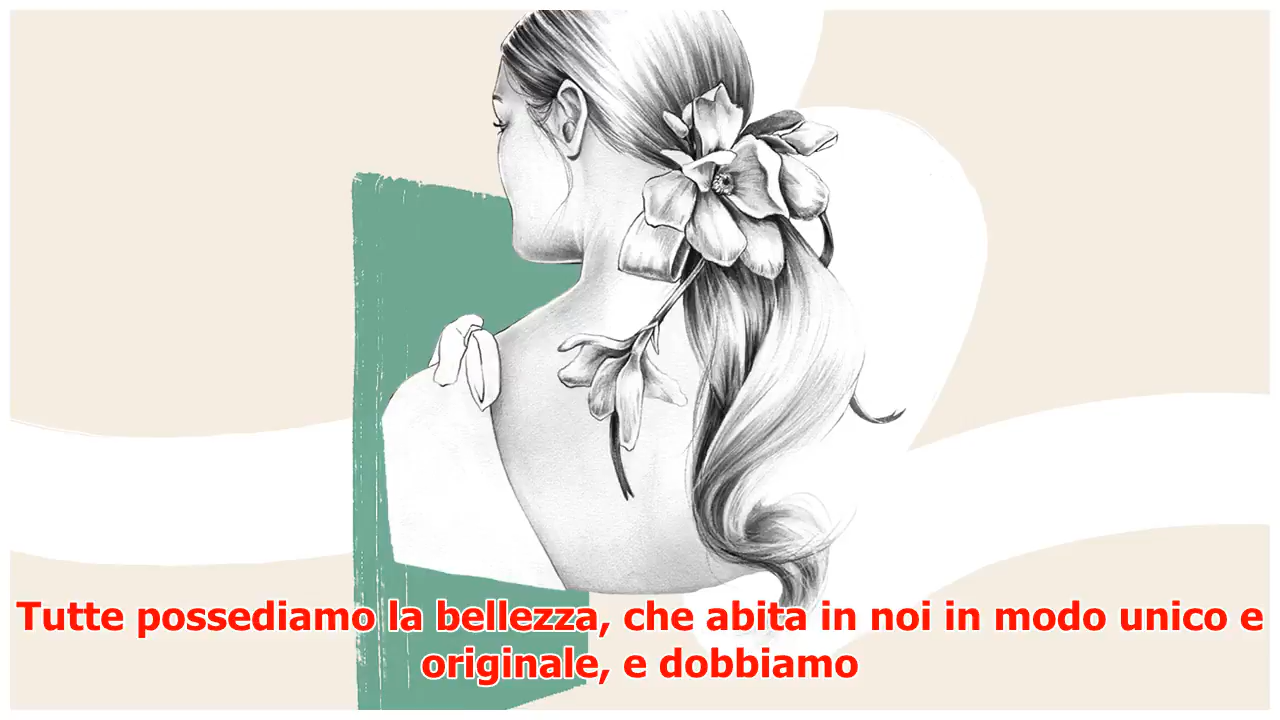 Tutte possediamo la bellezza, che abita in noi in modo unico e
originale, e dobbiamo